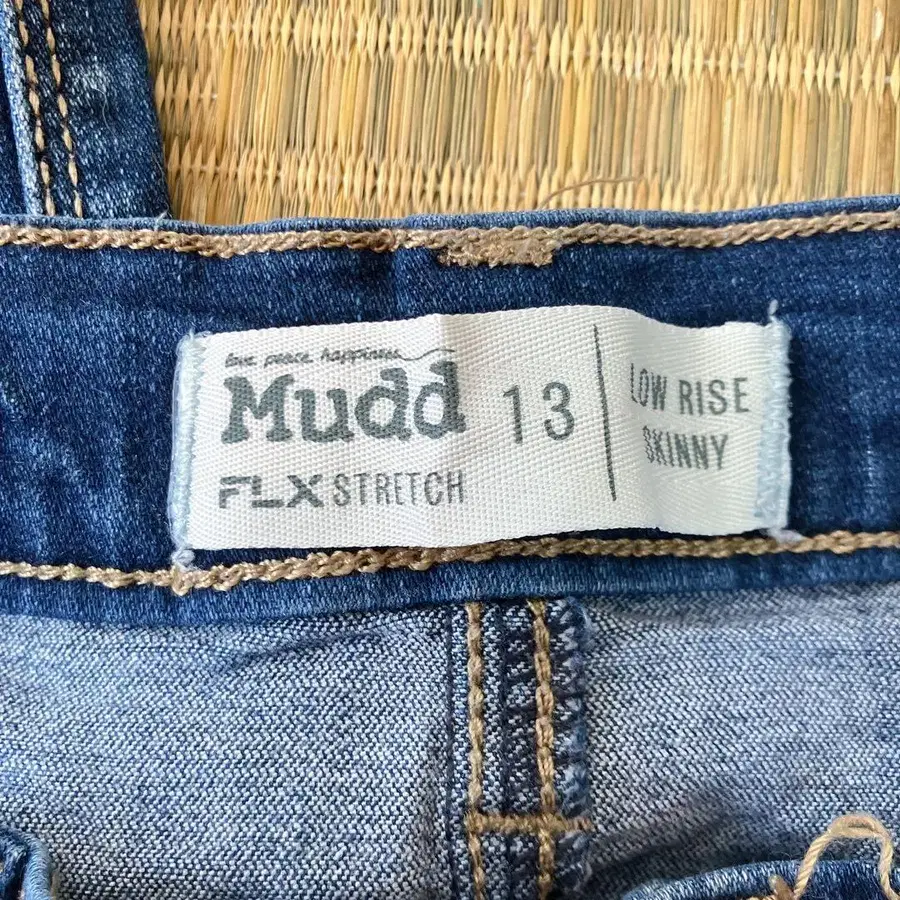 love. peace. happiness.
Mudd
FLX STRETCH
13
LOW RISE
SKINNY